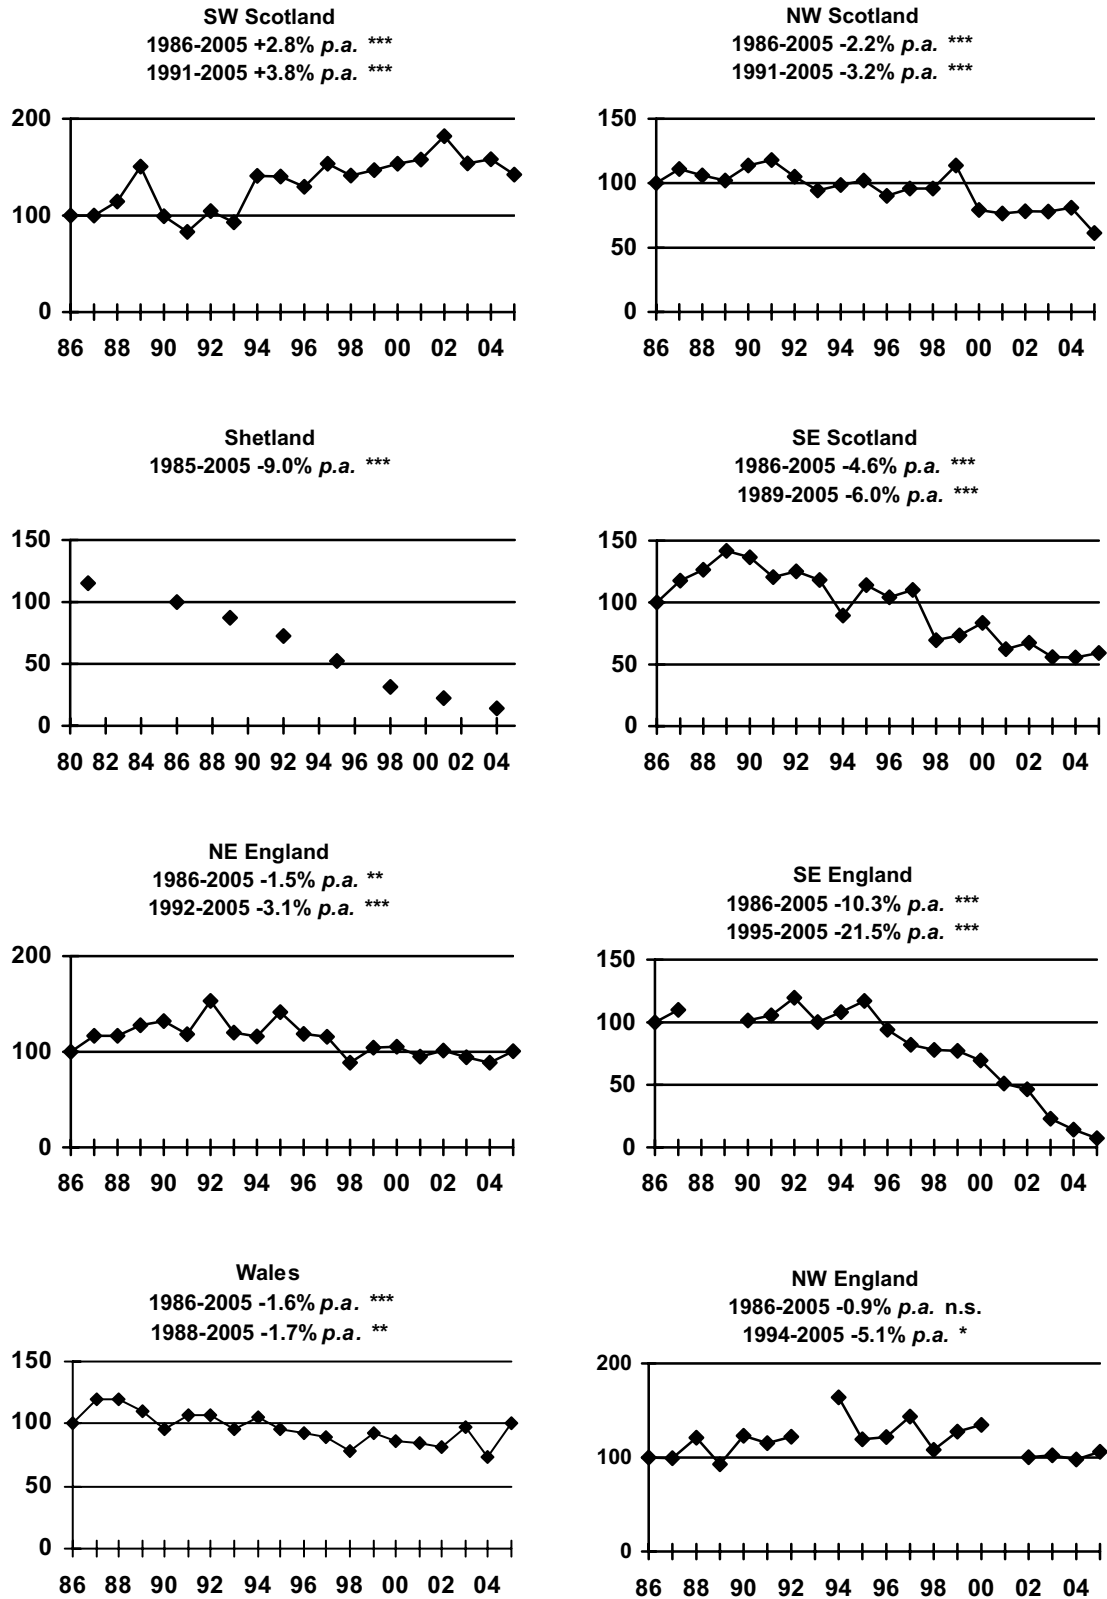 SW Scotland
1986-2005 +2.8% p.a. ***
1991-2005 +3.8% p.a. ***
200
100
0
86 88 90 92 94 96 98 00 02 04
NW Scotland
1986-2005 -2.2% p.a. ***
1991-2005 -3.2% p.a. ***
150
100
50
0
86 88 90 92 94 96 98 00 02 04
Shetland
1985-2005 -9.0% p.a. ***
150
100
50
0
80 82 84 86 88 90 92 94 96 98 00 02 04
SE Scotland
1986-2005 -4.6% p.a. ***
1989-2005 -6.0% p.a. ***
150
100
50
0
86 88 90 92 94 96 98 00 02 04
NE England
1986-2005 -1.5% p.a. **
1992-2005 -3.1% p.a. ***
200
100
0
86 88 90 92 94 96 98 00 02 04
SE England
1986-2005 -10.3% p.a. ***
1995-2005 -21.5% p.a. ***
150
100
50
0
86 88 90 92 94 96 98 00 02 04
Wales
1986-2005 -1.6% p.a. ***
1988-2005 -1.7% p.a. **
150
100
50
0
86 88 90 92 94 96 98 00 02 04
NW England
1986-2005 -0.9% p.a. n.s.
1994-2005 -5.1% p.a. *
200
100
0
86 88 90 92 94 96 98 00 02 04